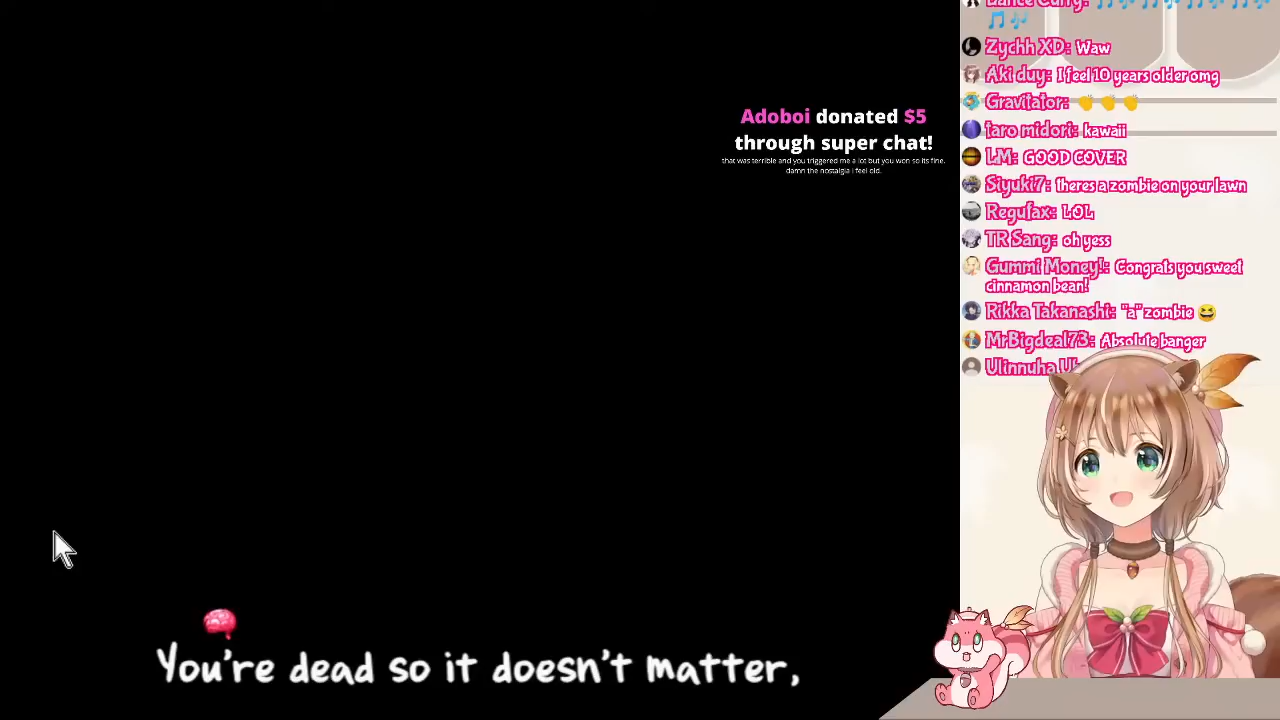 Adoboi donated $5
through super chat!
that was terrible and you triggered me a lot but you won so its fine.
damn the nostalgia i feel old.
Dance Curry: 🎵🎶 🎵🎶 🎵🎶 🎵🎶
🎵🎶
Zychh XD: Waw
Aki duy: I feel 10 years older omg
Gravitator: 👏 👏 👏
taro midori: kawaii
LM: GOOD COVER
Siyuki7: theres a zombie on your lawn
Regufax: LOL
TR Sang: oh yess
Gummi Money!: Congrats you sweet
cinnamon bean!
Rikka Takanashi: "a" zombie 😆
MrBigdeal73: Absolute banger
Ulinnuha
You're dead so it doesn't matter,